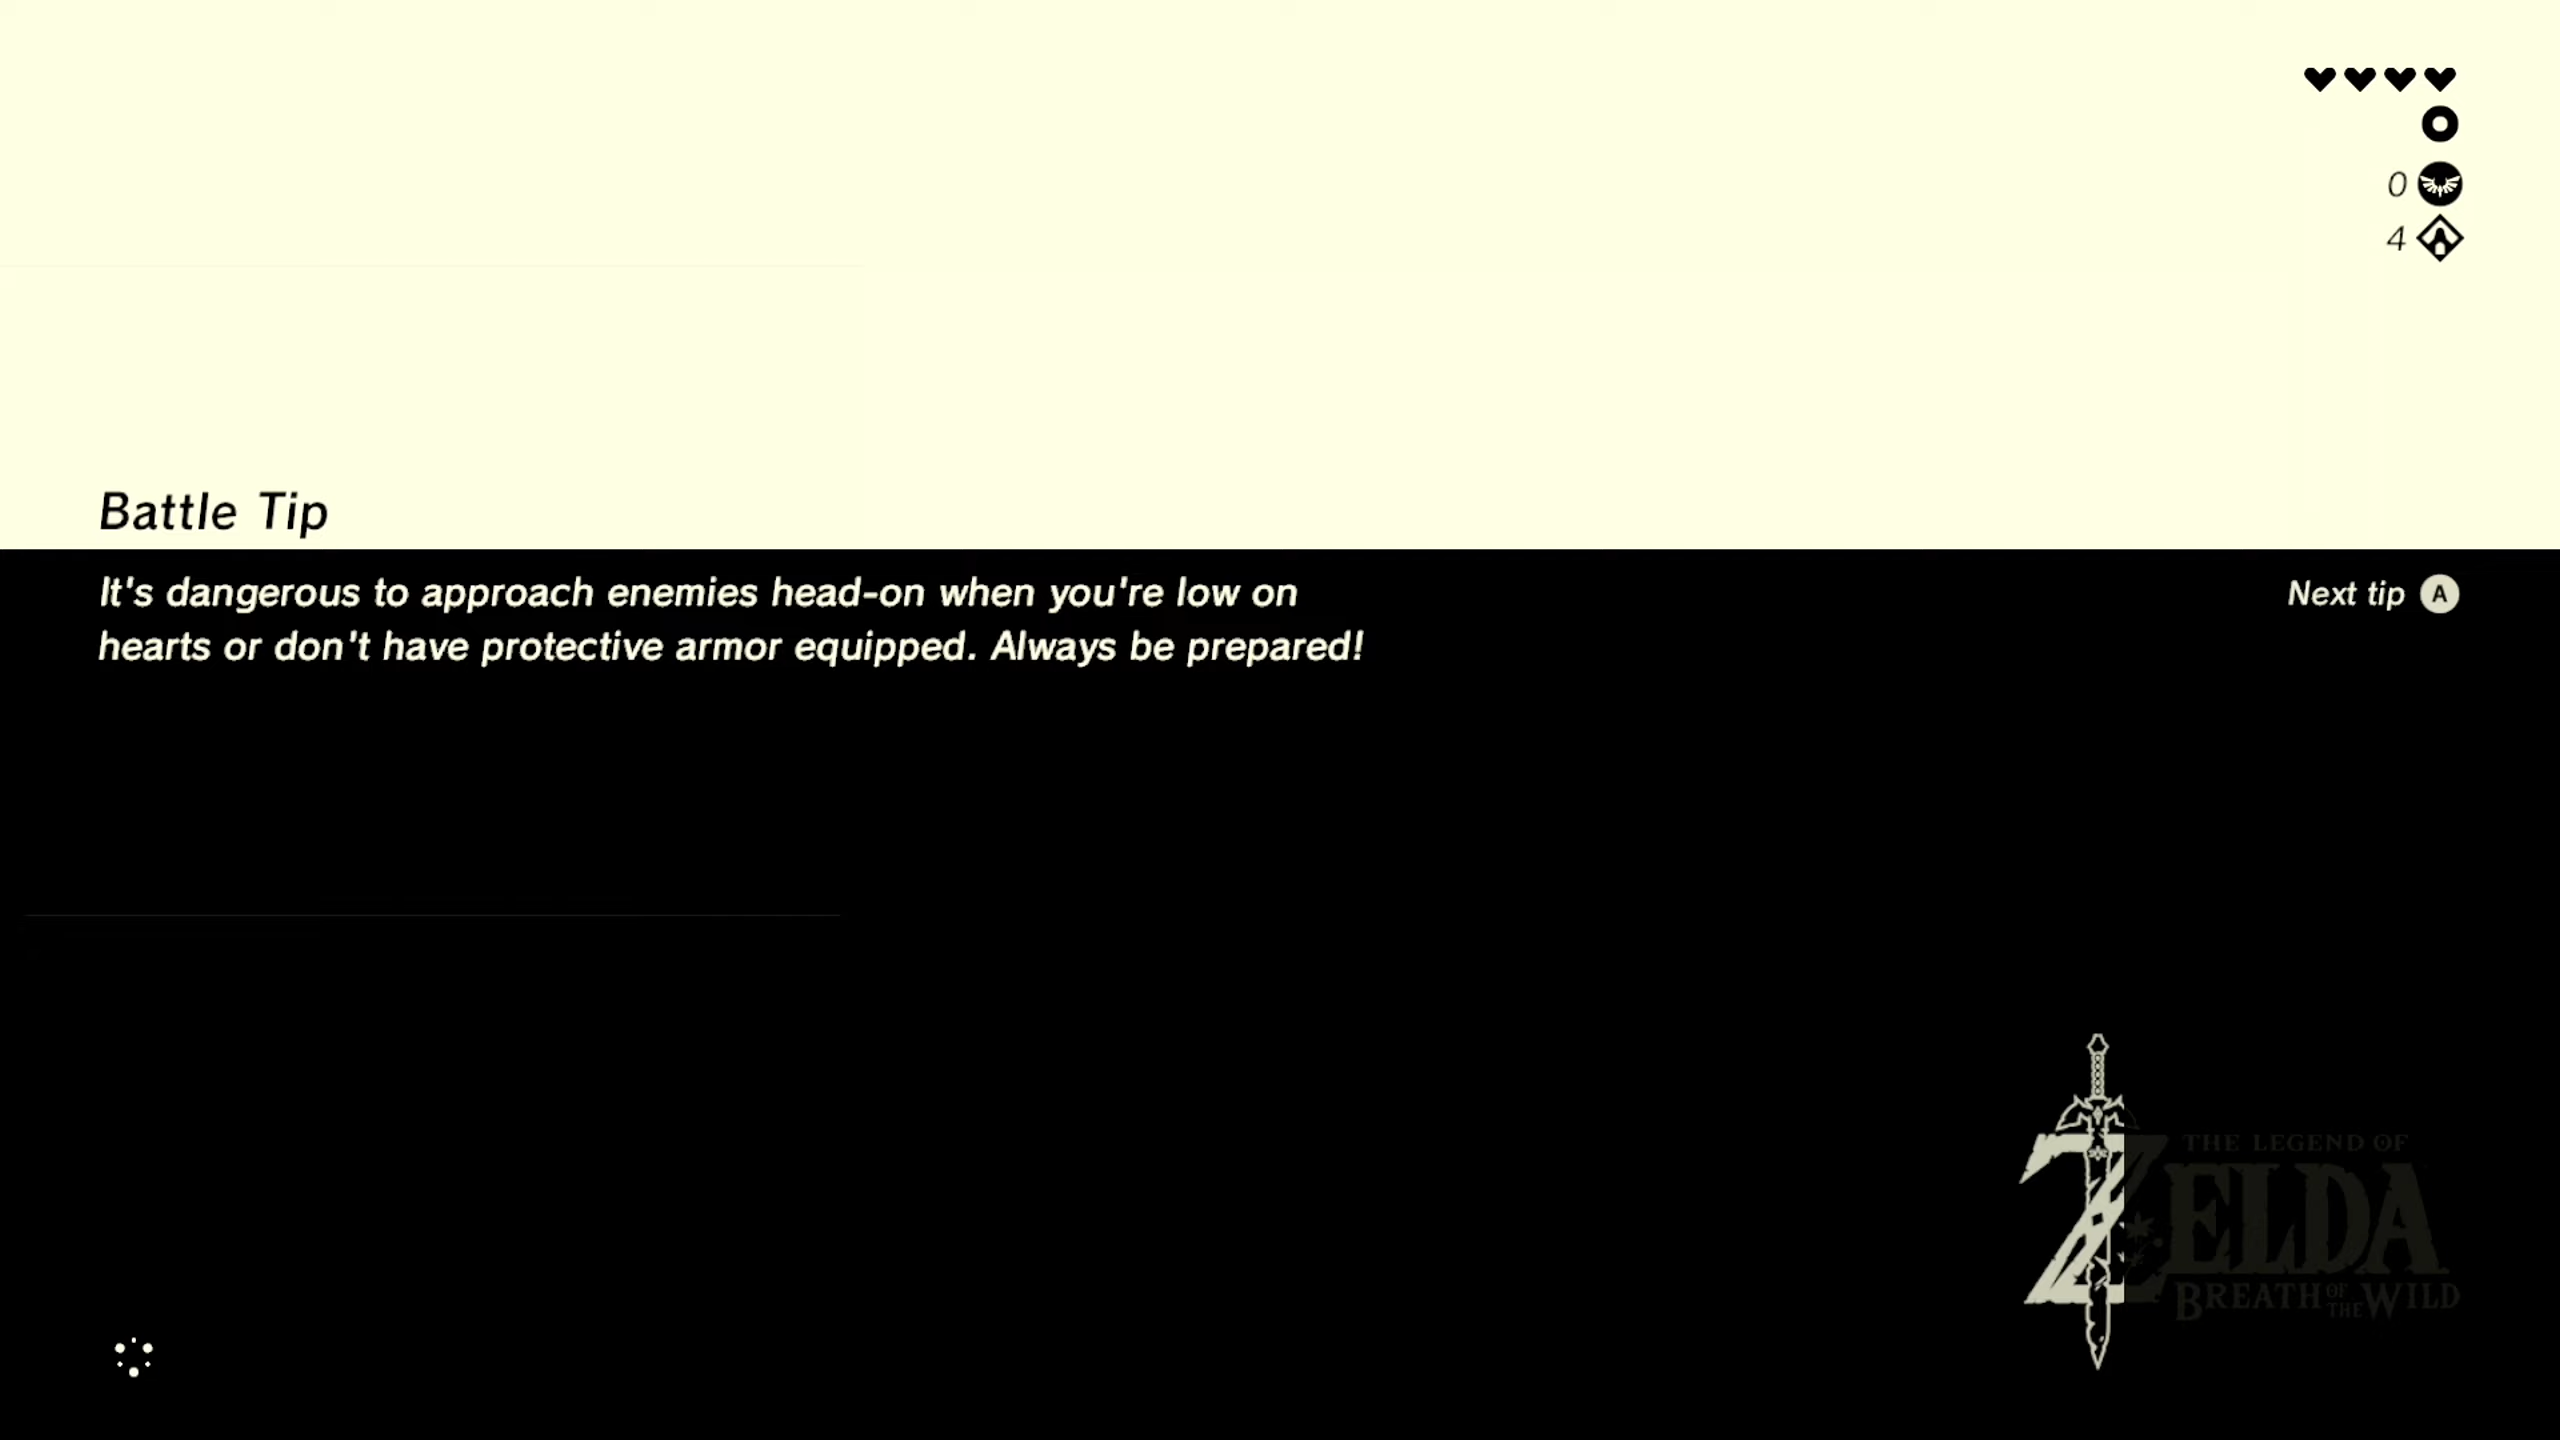 0
4
Battle Tip
It's dangerous to approach enemies head-on when you're low on
hearts or don't have protective armor equipped. Always be prepared!
Next tip A
THE LEGEND OF
ZELDA
BREATH OF THE WILD